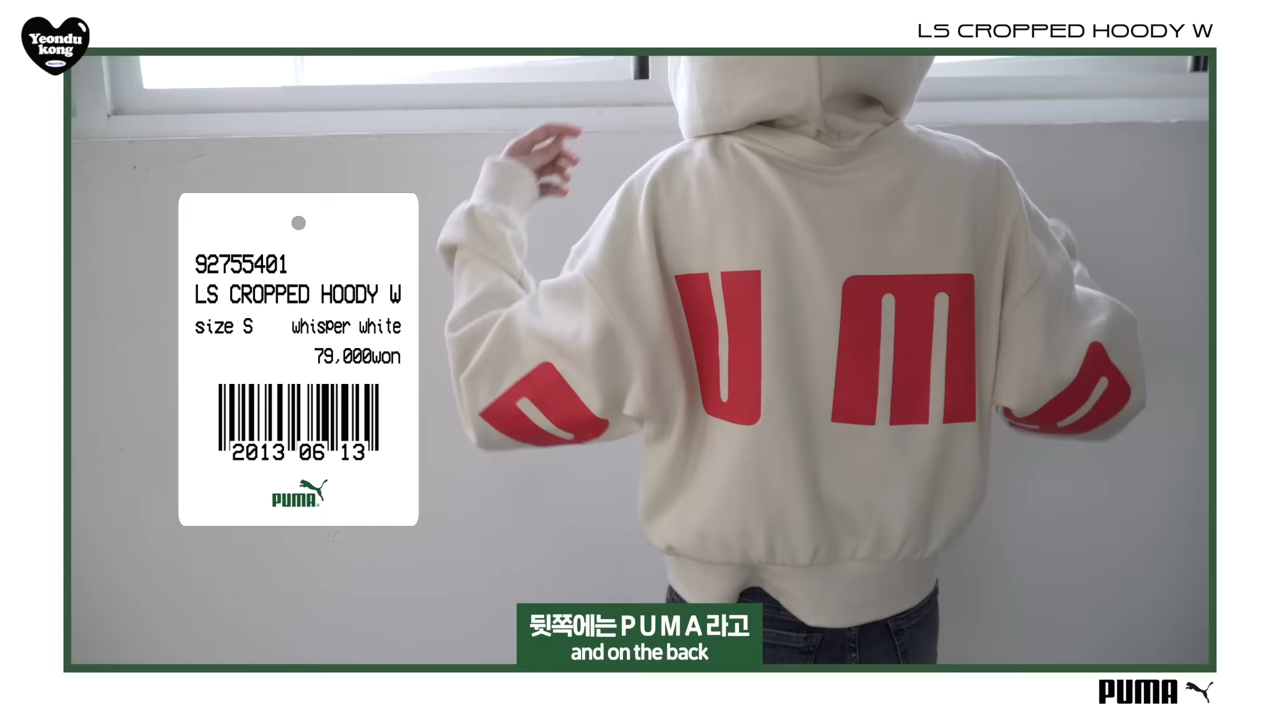 Yeondu
kong
LS CROPPED HOODY W
92755401
LS CROPPED HOODY W
size S whisper white
79,000won
2013 06 13
PUMA
U M
뒷쪽에는 P U M A 라고
and on the back
PUMA